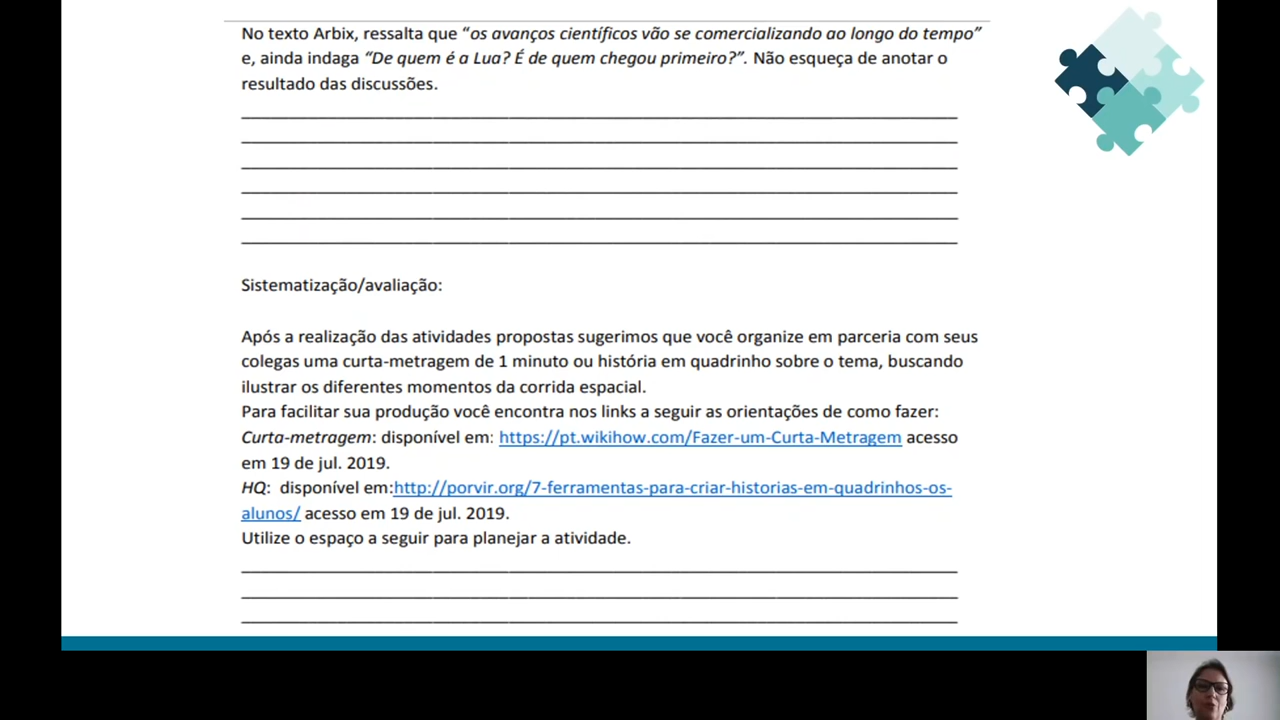 No texto Arbix, ressalta que “os avanços científicos vão se comercializando ao longo do tempo”
e, ainda indaga “De quem é a Lua? É de quem chegou primeiro?”. Não esqueça de anotar o
resultado das discussões.
Sistematização/avaliação:
Após a realização das atividades propostas sugerimos que você organize em parceria com seus
colegas uma curta-metragem de 1 minuto ou história em quadrinho sobre o tema, buscando
ilustrar os diferentes momentos da corrida espacial.
Para facilitar sua produção você encontra nos links a seguir as orientações de como fazer:
Curta-metragem: disponível em: https://pt.wikihow.com/Fazer-um-Curta-Metragem acesso
em 19 de jul. 2019.
HQ:  disponível em:http://porvir.org/7-ferramentas-para-criar-historias-em-quadrinhos-os-
alunos/ acesso em 19 de jul. 2019.
Utilize o espaço a seguir para planejar a atividade.